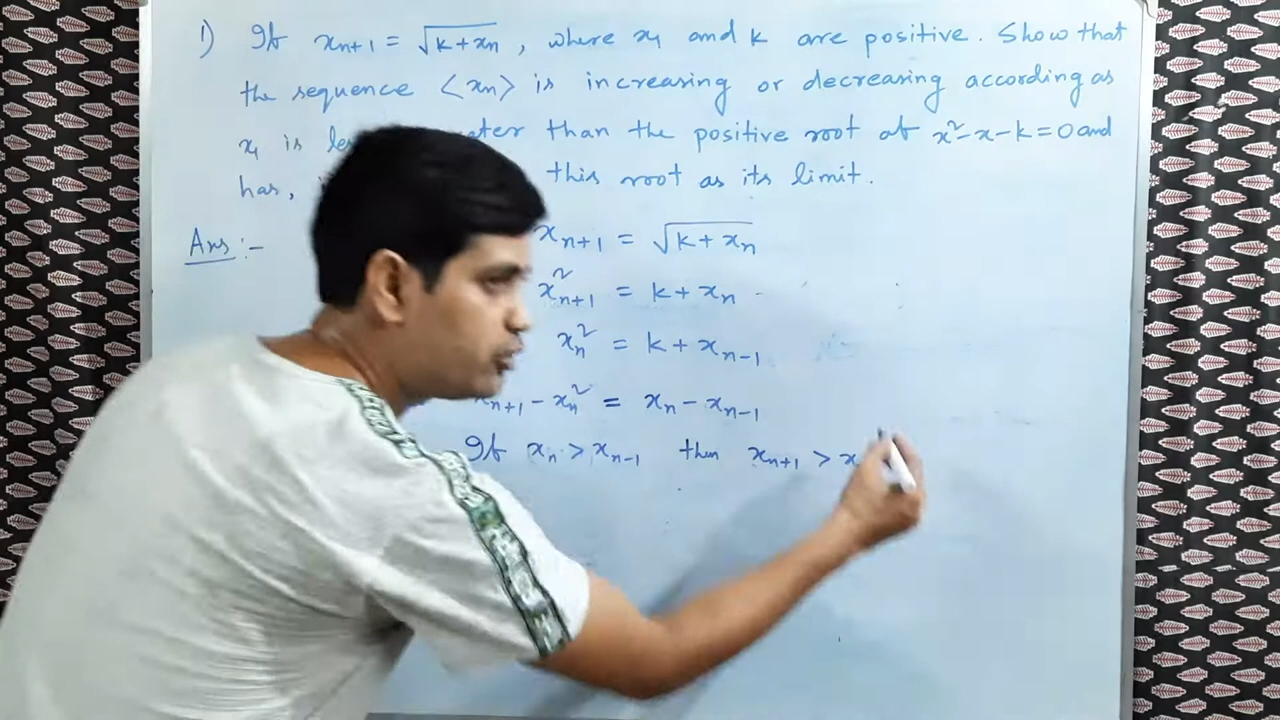 1) If xₙ₊₁ = √(k + xₙ), where x₁ and k are positive. Show that
the sequence <xₙ> is increasing or decreasing according as
x₁ is than the positive root of x² - x - k = 0 and
has, this root as its limit.
Ans :- xₙ₊₁ = √(k + xₙ)
x²ₙ₊₁ = k + xₙ
xₙ² = k + xₙ₋₁
xₙ₊₁ - xₙ² = xₙ - xₙ₋₁
If xₙ > xₙ₋₁ then xₙ₊₁ > x